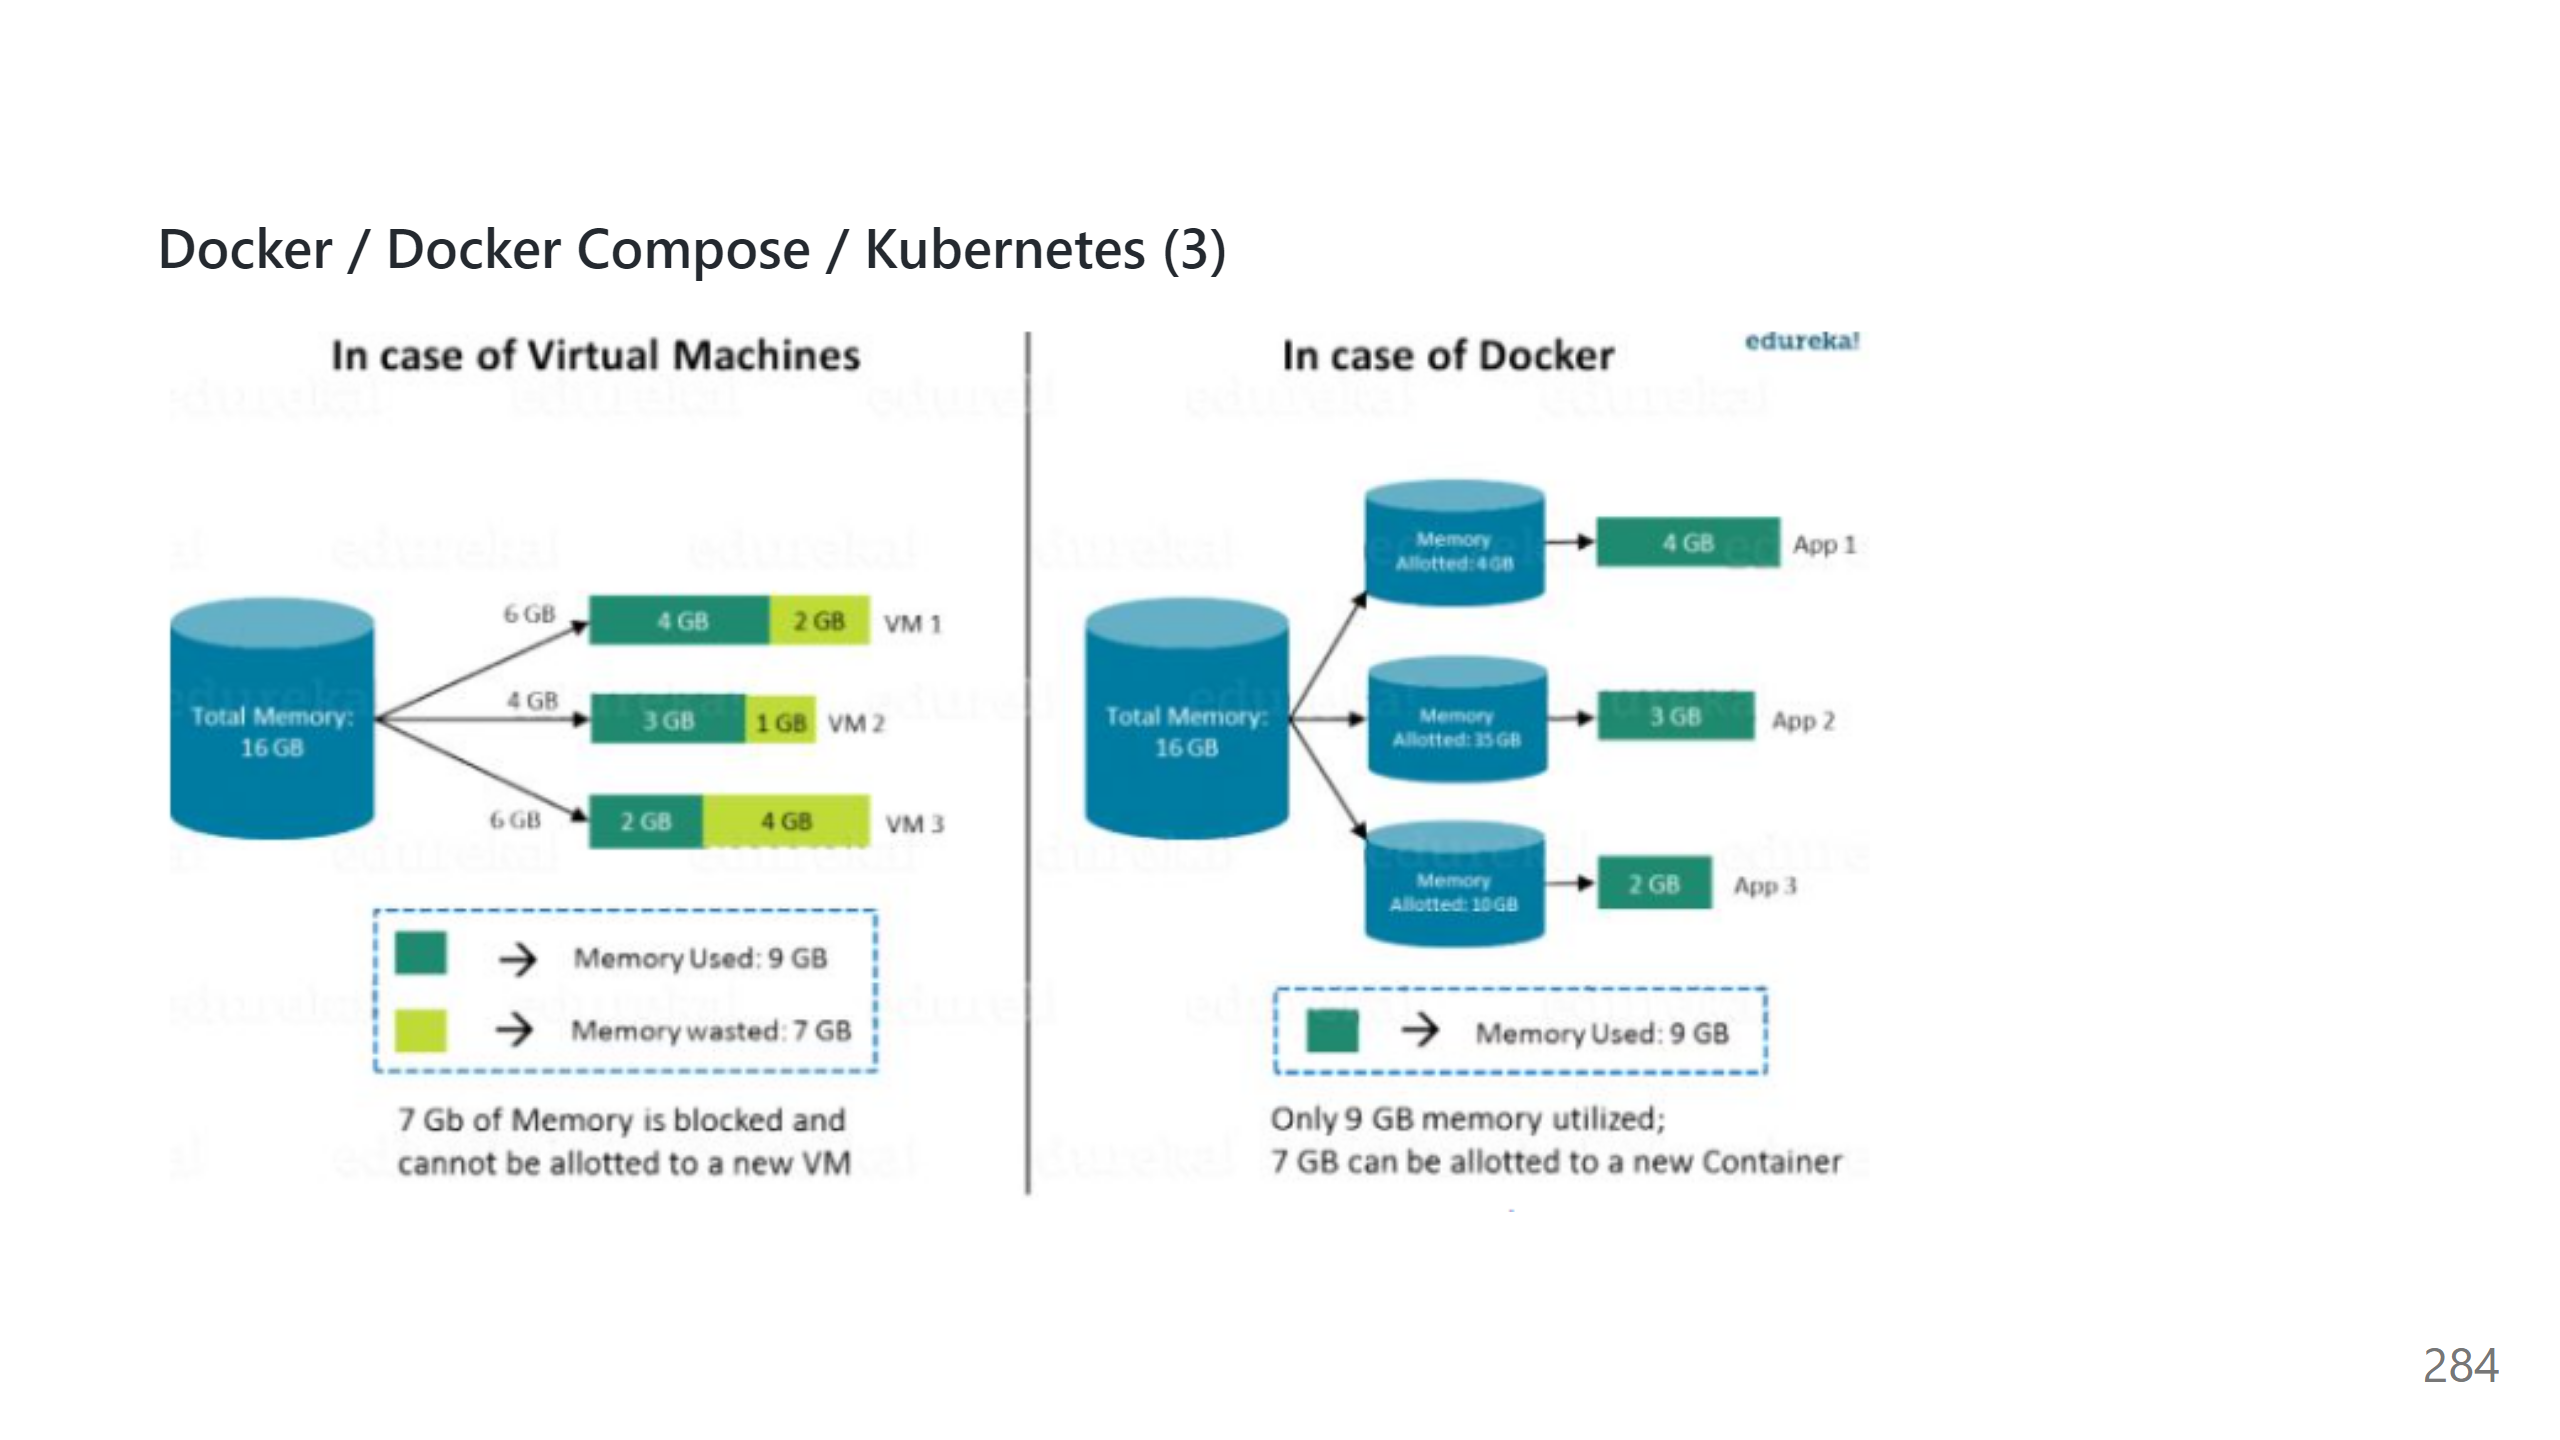 Docker / Docker Compose / Kubernetes (3)
In case of Virtual Machines
Total Memory:
16 GB
6 GB
4 GB
2 GB
VM 1
4 GB
3 GB
1 GB
VM 2
6 GB
2 GB
4 GB
VM 3
Memory Used: 9 GB
Memory wasted: 7 GB
7 Gb of Memory is blocked and
cannot be allotted to a new VM
In case of Docker
edureka!
Total Memory:
16 GB
Memory
Allotted: 4 GB
4 GB
App 1
Memory
Allotted: 35 GB
3 GB
App 2
Memory
Allotted: 10 GB
2 GB
App 3
Memory Used: 9 GB
Only 9 GB memory utilized;
7 GB can be allotted to a new Container
284